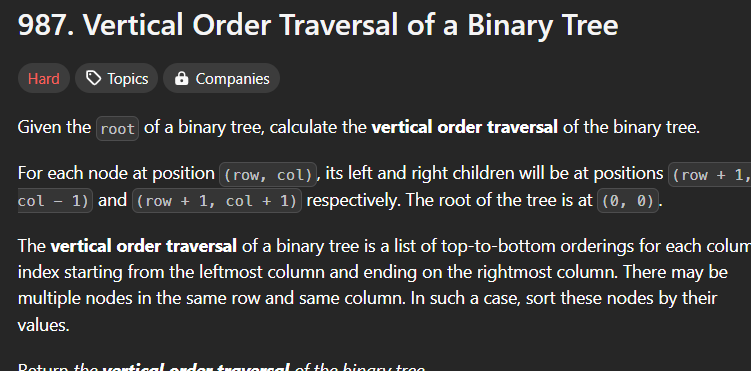 987. Vertical Order Traversal of a Binary Tree
Hard Topics Companies
Given the root of a binary tree, calculate the vertical order traversal of the binary tree.
For each node at position (row, col), its left and right children will be at positions (row + 1,
col - 1) and (row + 1, col + 1) respectively. The root of the tree is at (0, 0).
The vertical order traversal of a binary tree is a list of top-to-bottom orderings for each colum
index starting from the leftmost column and ending on the rightmost column. There may be
multiple nodes in the same row and same column. In such a case, sort these nodes by their
values.
Return the vertical order traversal of the binary tree